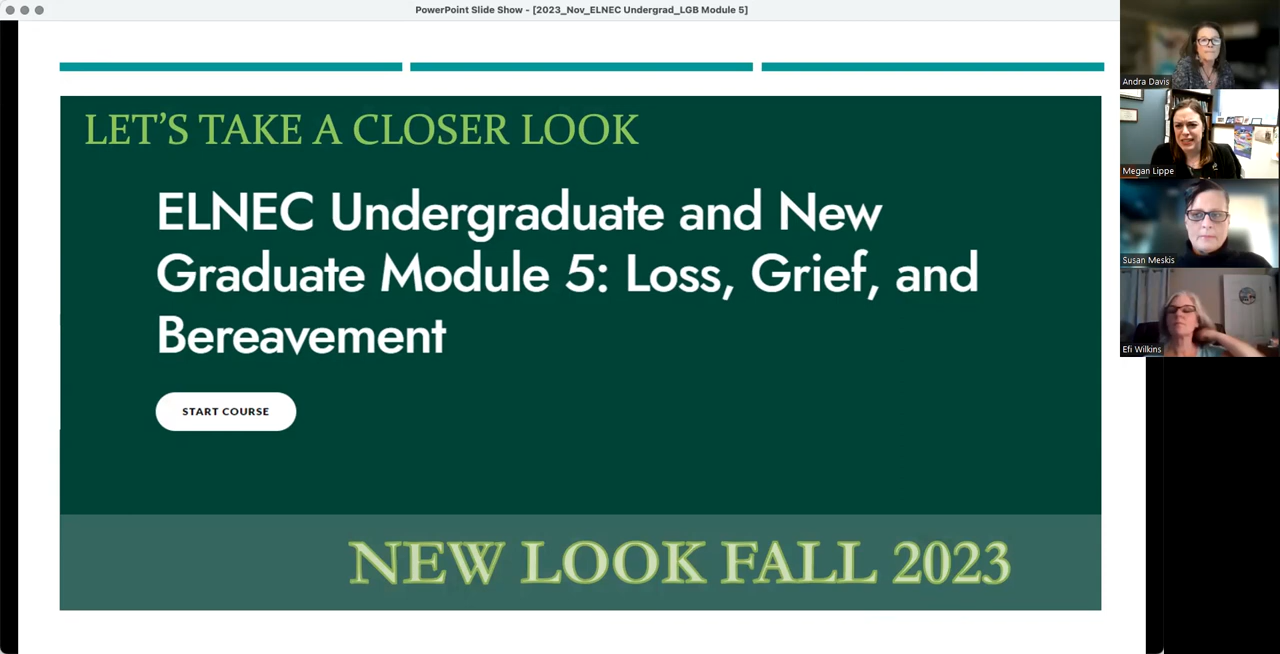 PowerPoint Slide Show - [2023_Nov_ELNEC Undergrad_LGB Module 5]
LET'S TAKE A CLOSER LOOK
ELNEC Undergraduate and New
Graduate Module 5: Loss, Grief, and
Bereavement
START COURSE
NEW LOOK FALL 2023
Andra Davis
Megan Lippe
Susan Meskis
Efi Wilkins